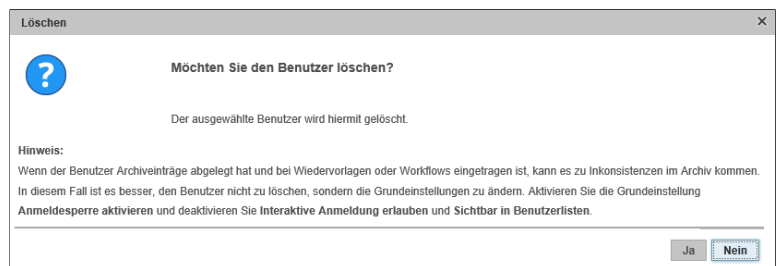 Löschen
Möchten Sie den Benutzer löschen?
Der ausgewählte Benutzer wird hiermit gelöscht.
Hinweis:
Wenn der Benutzer Archiveinträge abgelegt hat und bei Wiedervorlagen oder Workflows eingetragen ist, kann es zu Inkonsistenzen im Archiv kommen.
In diesem Fall ist es besser, den Benutzer nicht zu löschen, sondern die Grundeinstellungen zu ändern. Aktivieren Sie die Grundeinstellung
Anmeldesperre aktivieren und deaktivieren Sie Interaktive Anmeldung erlauben und Sichtbar in Benutzerlisten.
Ja Nein